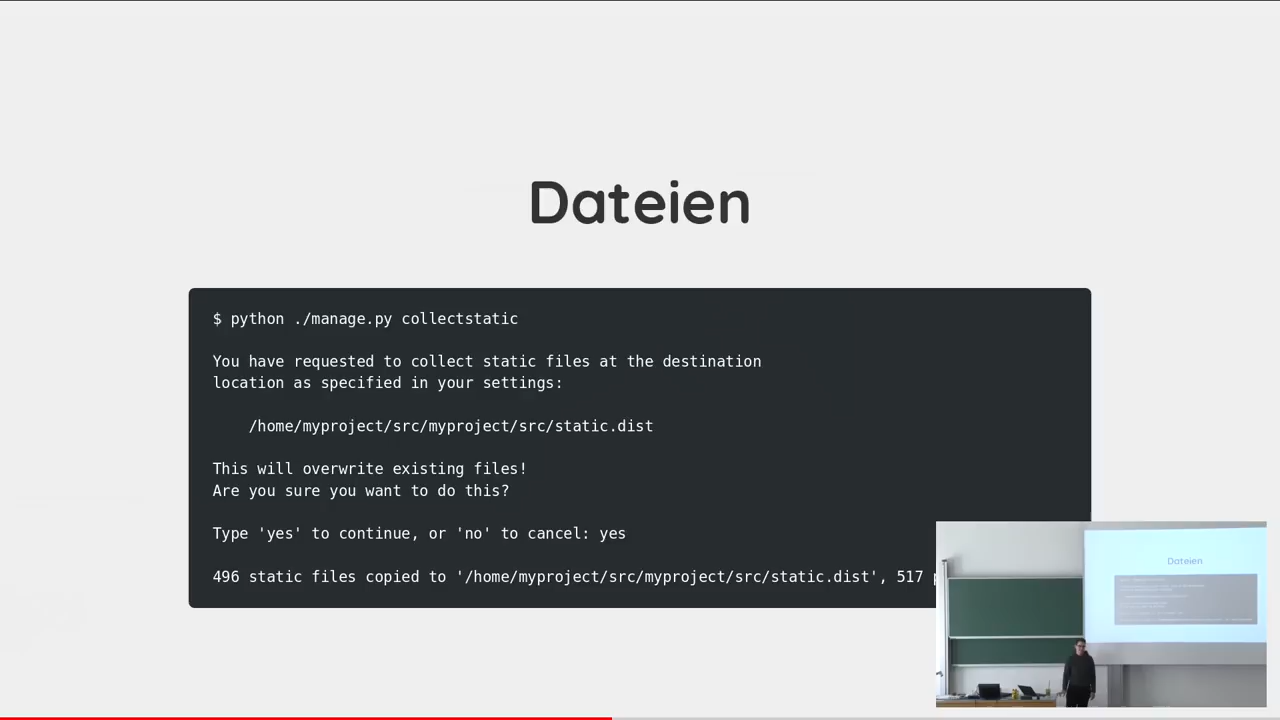 Dateien
$ python ./manage.py collectstatic
You have requested to collect static files at the destination
location as specified in your settings:
/home/myproject/src/myproject/src/static.dist
This will overwrite existing files!
Are you sure you want to do this?
Type 'yes' to continue, or 'no' to cancel: yes
496 static files copied to '/home/myproject/src/myproject/src/static.dist', 517
Dateien